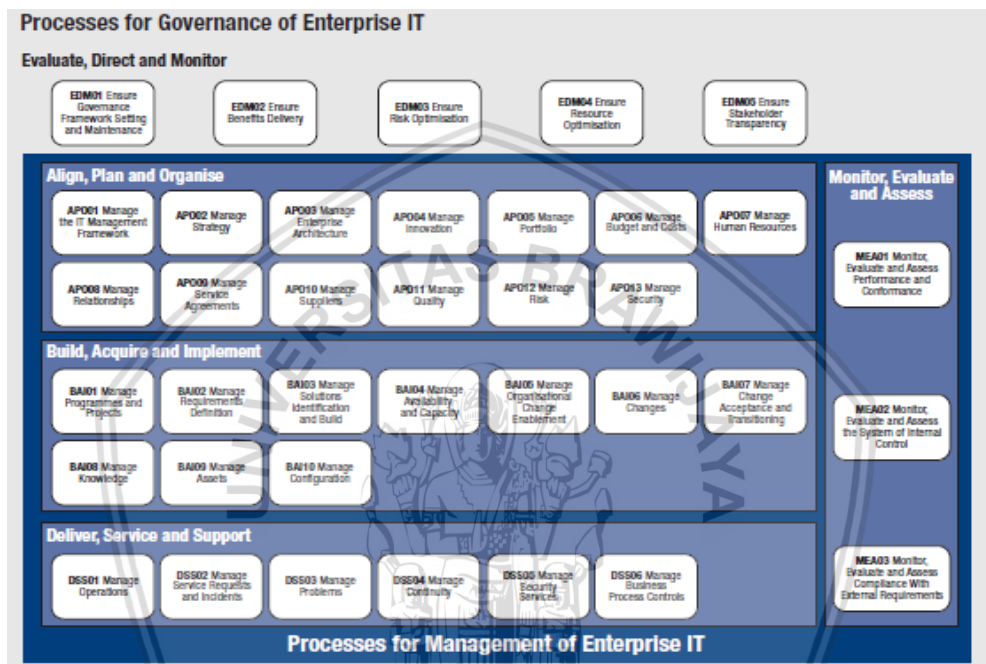 Processes for Governance of Enterprise IT
Evaluate, Direct and Monitor
EDM01 Ensure
Governance
Framework Setting
and Maintenance
EDM02 Ensure
Benefits Delivery
EDM03 Ensure
Risk Optimisation
EDM04 Ensure
Resource
Optimisation
EDM05 Ensure
Stakeholder
Transparency
Align, Plan and Organise
APO01 Manage
the IT Management
Framework
APO02 Manage
Strategy
APO03 Manage
Enterprise
Architecture
APO04 Manage
Innovation
APO05 Manage
Portfolio
APO06 Manage
Budget and Costs
APO07 Manage
Human Resources
APO08 Manage
Relationships
APO09 Manage
Service
Agreements
APO10 Manage
Suppliers
APO11 Manage
Quality
APO12 Manage
Risk
APO13 Manage
Security
Build, Acquire and Implement
BAI01 Manage
Programmes and
Projects
BAI02 Manage
Requirements
Definition
BAI03 Manage
Solutions
Identification
and Build
BAI04 Manage
Availability
and Capacity
BAI05 Manage
Organisational
Change
Enablement
BAI06 Manage
Changes
BAI07 Manage
Change
Acceptance and
Transitioning
BAI08 Manage
Knowledge
BAI09 Manage
Assets
BAI10 Manage
Configuration
Deliver, Service and Support
DSS01 Manage
Operations
DSS02 Manage
Service Requests
and Incidents
DSS03 Manage
Problems
DSS04 Manage
Continuity
DSS05 Manage
Security
Services
DSS06 Manage
Business
Process Controls
Monitor, Evaluate
and Assess
MEA01 Monitor,
Evaluate and Assess
Performance and
Conformance
MEA02 Monitor,
Evaluate and Assess
the System of Internal
Control
MEA03 Monitor,
Evaluate and Assess
Compliance With
External Requirements
Processes for Management of Enterprise IT
UNIVERSITAS BRAWIJAYA